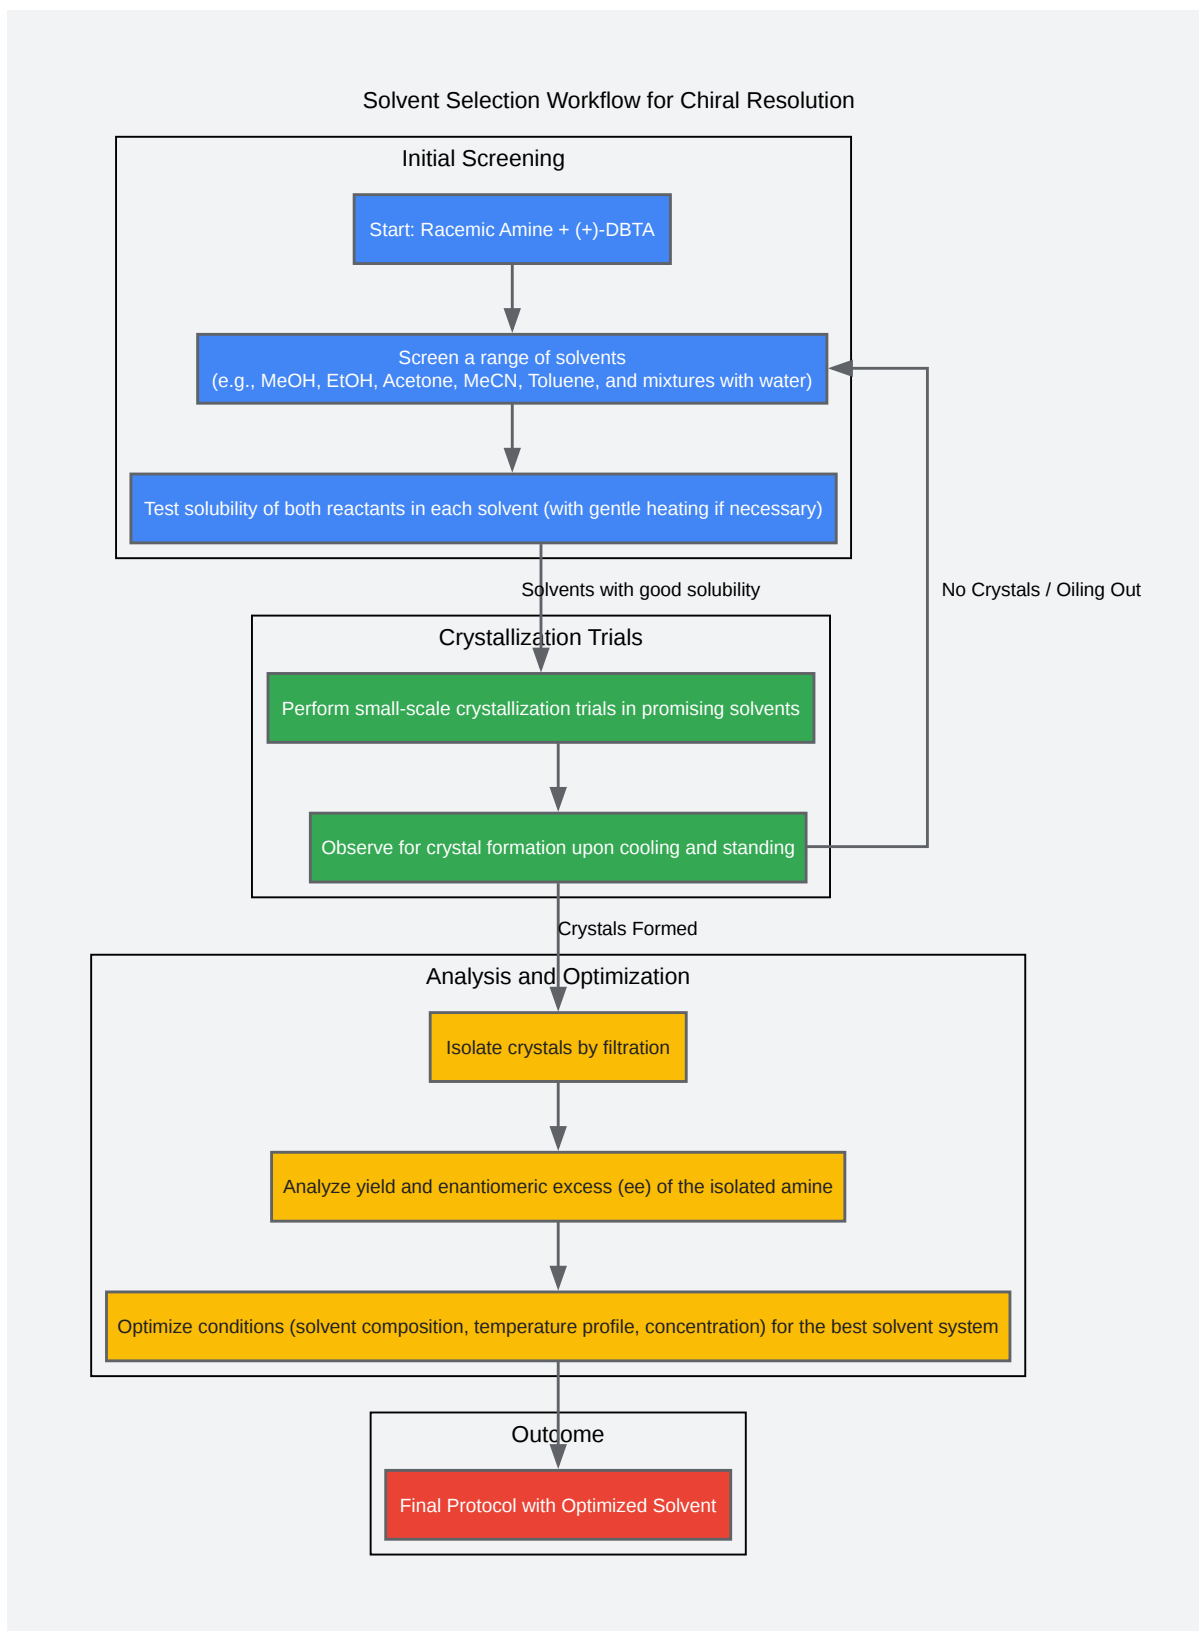 Solvent Selection Workflow for Chiral Resolution
Initial Screening
Start: Racemic Amine + (+)-DBTA
Screen a range of solvents
(e.g., MeOH, EtOH, Acetone, MeCN, Toluene, and mixtures with water)
Test solubility of both reactants in each solvent (with gentle heating if necessary)
Solvents with good solubility
No Crystals / Oiling Out
Crystallization Trials
Perform small-scale crystallization trials in promising solvents
Observe for crystal formation upon cooling and standing
Crystals Formed
Analysis and Optimization
Isolate crystals by filtration
Analyze yield and enantiomeric excess (ee) of the isolated amine
Optimize conditions (solvent composition, temperature profile, concentration) for the best solvent system
Outcome
Final Protocol with Optimized Solvent